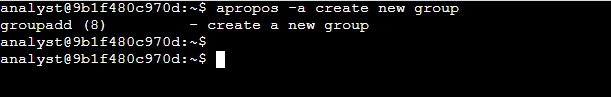 analyst@9b1f480c970d:~$ apropos -a create new group
groupadd (8)         - create a new group
analyst@9b1f480c970d:~$
analyst@9b1f480c970d:~$